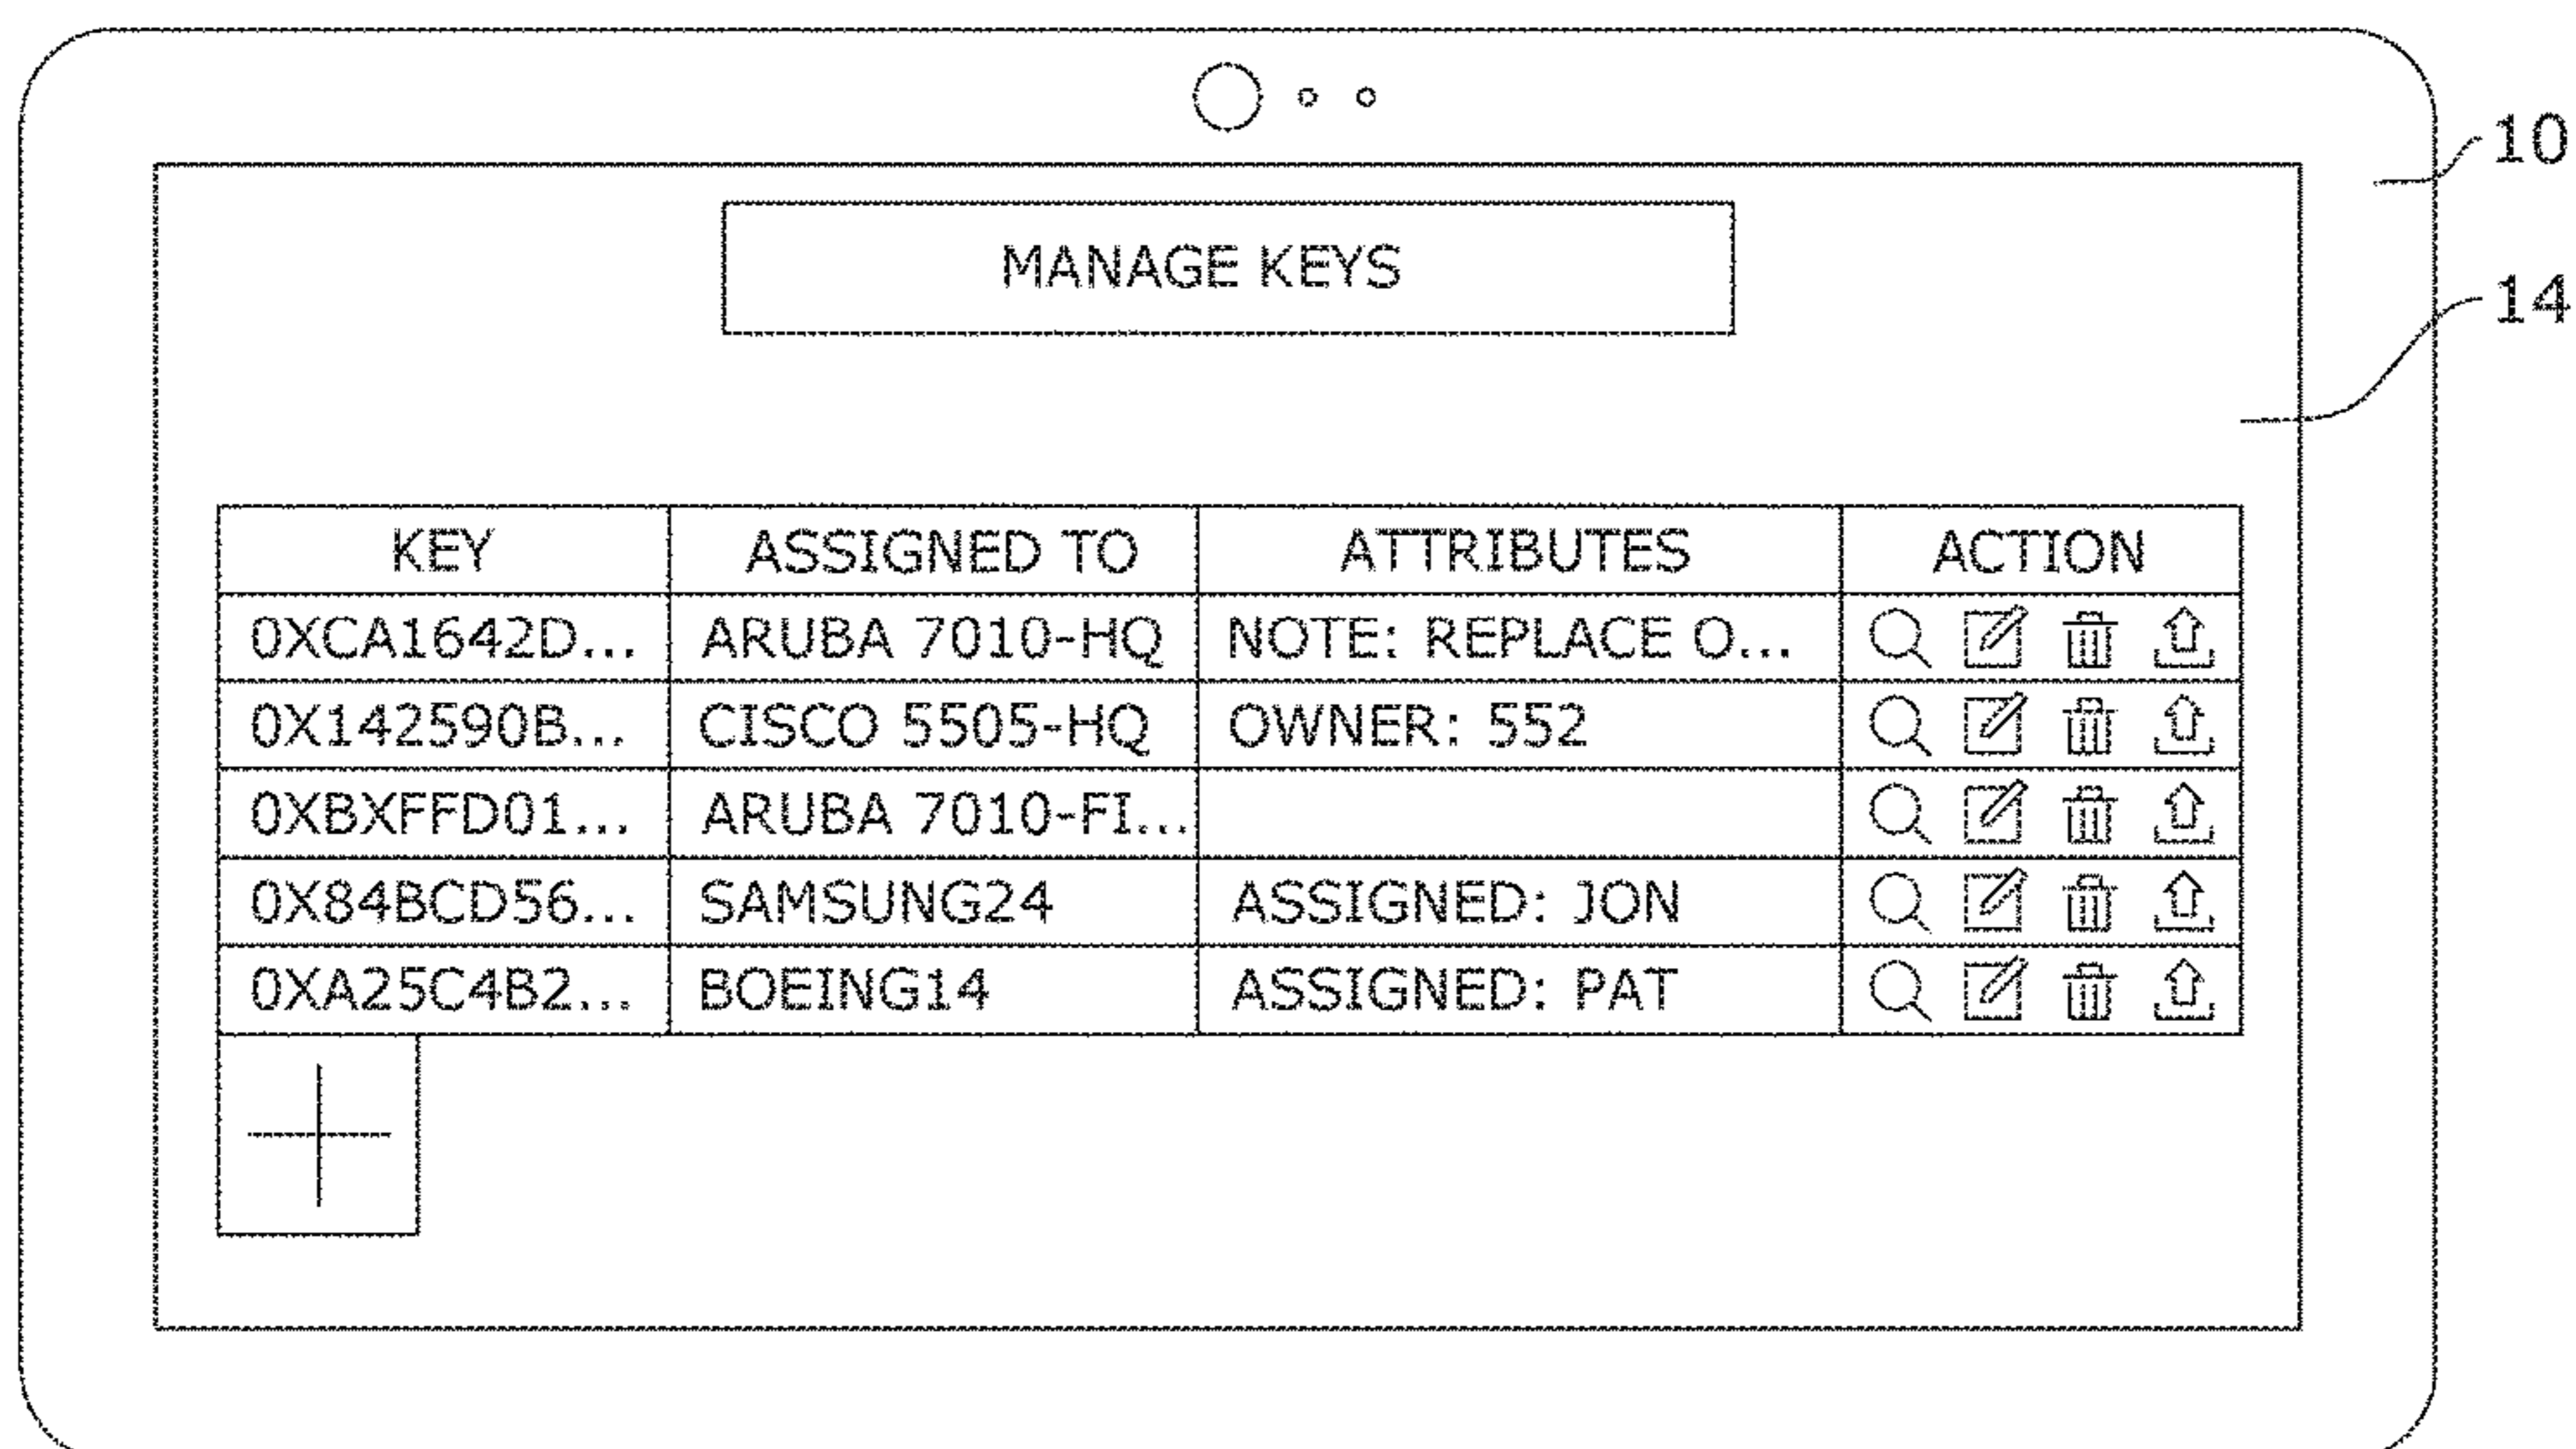 10
MANAGE KEYS
14
KEY ASSIGNED TO ATTRIBUTES ACTION
0XCA1642D... ARUBA 7010-HQ NOTE: REPLACE O...
0X142590B... CISCO 5505-HQ OWNER: 552
0XBXFFD01... ARUBA 7010-FI...
0X84BCD56... SAMSUNG24 ASSIGNED: JON
0XA25C4B2... BOEING14 ASSIGNED: PAT